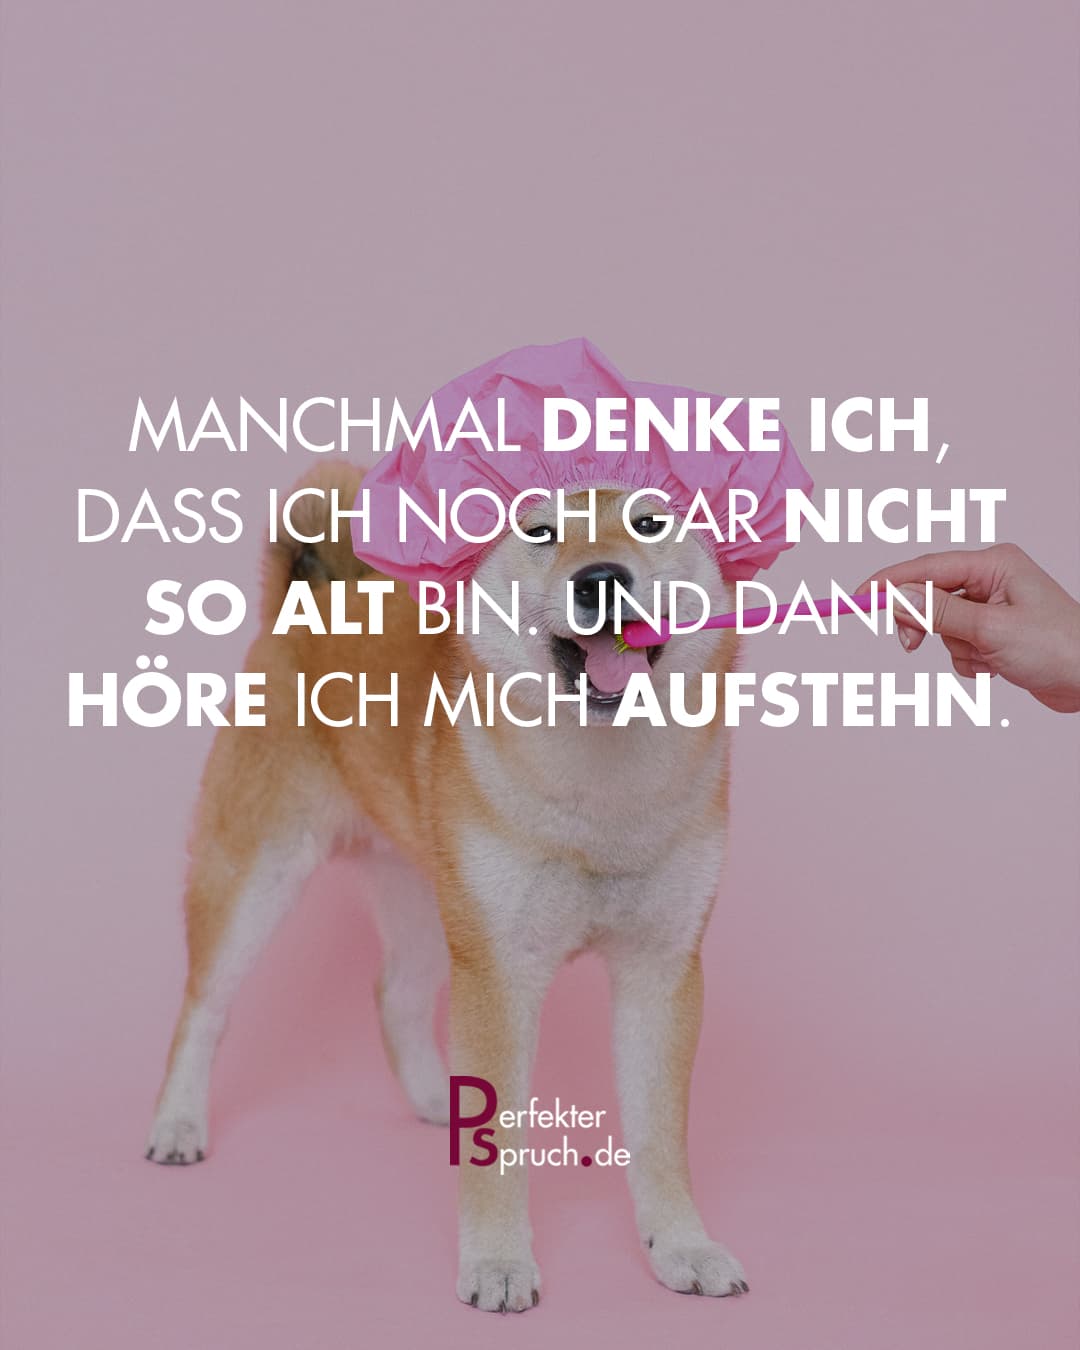 MANCHMAL DENKE ICH,
DASS ICH NOCH GAR NICHT
SO ALT BIN. UND DANN
HÖRE ICH MICH AUFSTEHN.
Perfekter
Spruch.de